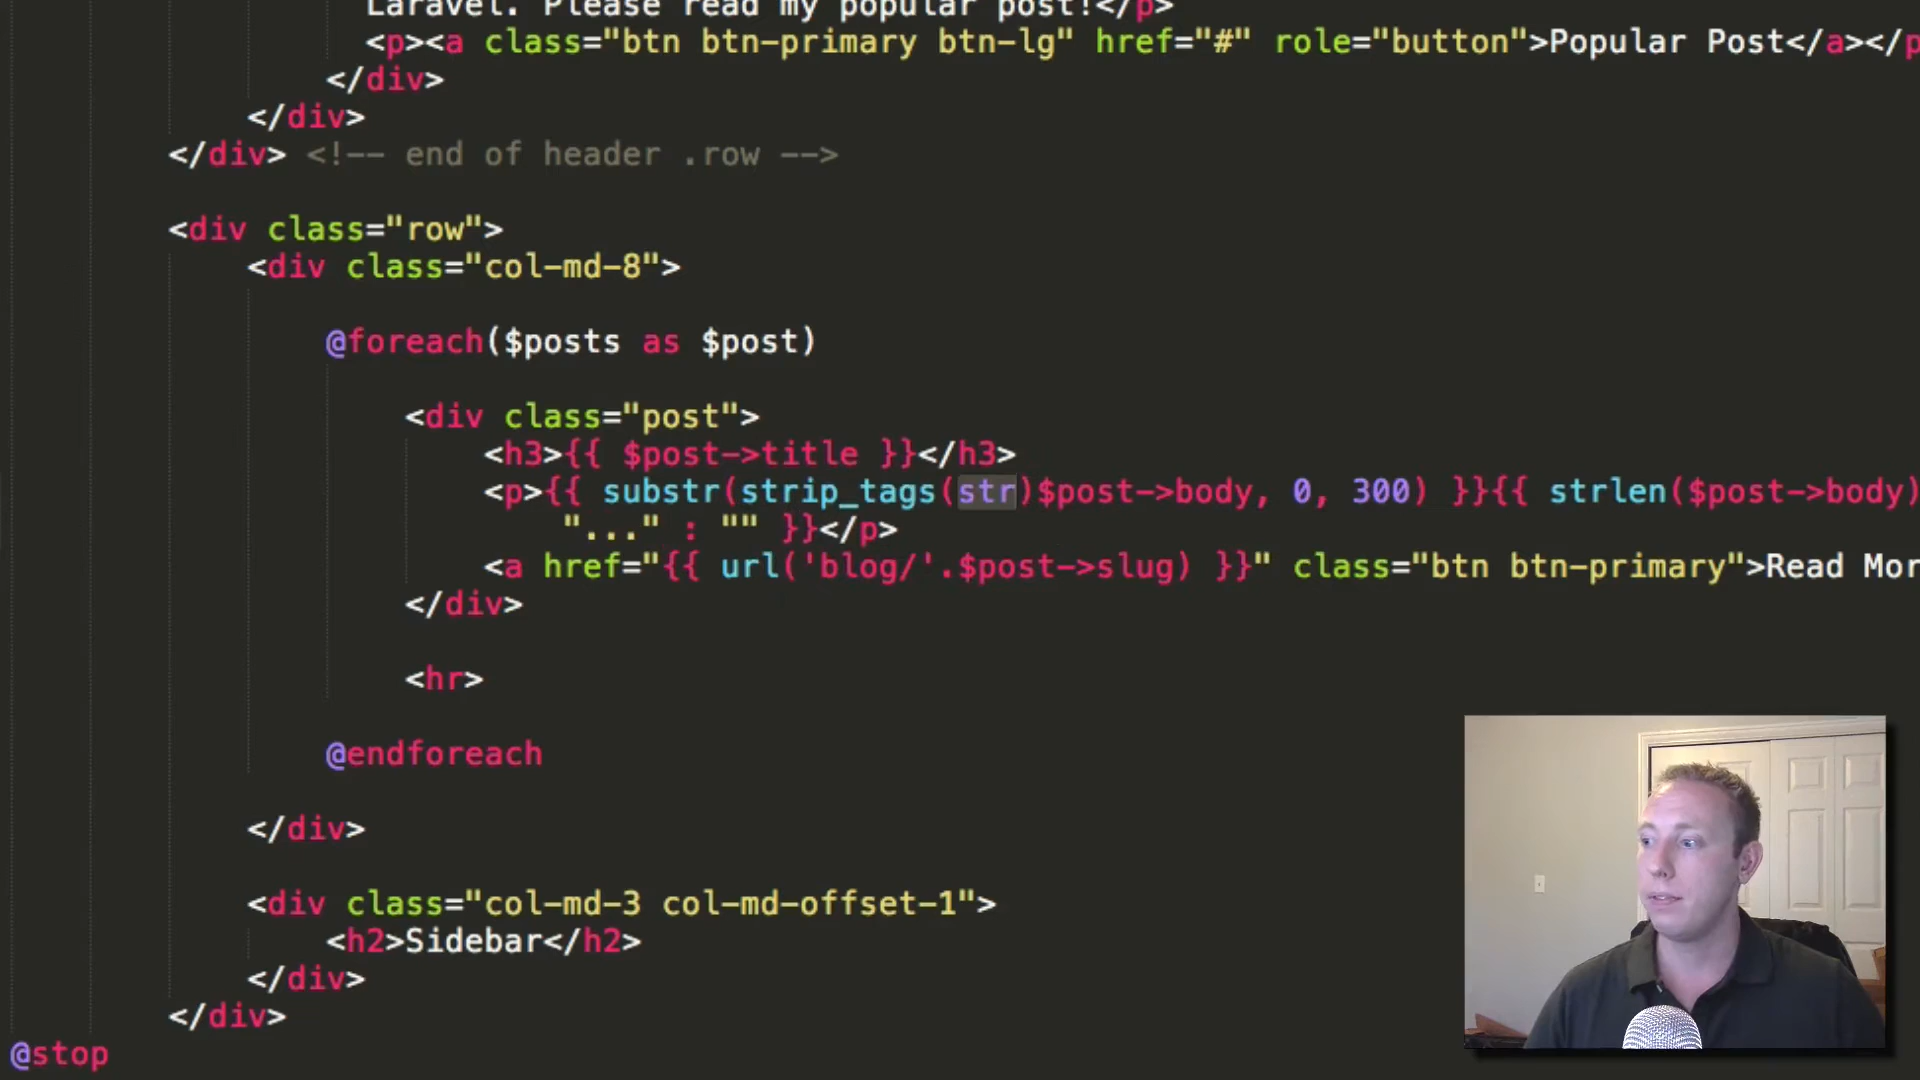 Laravel. Please read my popular post!</p>
<p><a class="btn btn-primary btn-lg" href="#" role="button">Popular Post</a></p
</div>
</div>
</div> <!-- end of header .row -->
<div class="row">
<div class="col-md-8">
@foreach($posts as $post)
<div class="post">
<h3>{{ $post->title }}</h3>
<p>{{ substr(strip_tags(str)$post->body, 0, 300) }}{{ strlen($post->body)
"..." : "" }}</p>
<a href="{{ url('blog/'.$post->slug) }}" class="btn btn-primary">Read Mor
</div>
<hr>
@endforeach
</div>
<div class="col-md-3 col-md-offset-1">
<h2>Sidebar</h2>
</div>
</div>
@stop